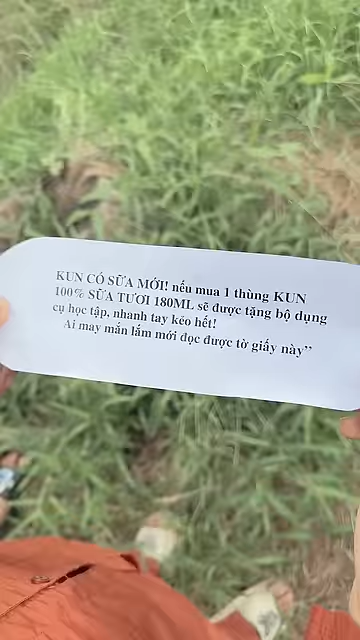 KUN CÓ SỮA MỚI! nếu mua 1 thùng KUN
100% SỮA TƯƠI 180ML sẽ được tặng bộ dụng
cụ học tập, nhanh tay kẻo hết!
Ai may mắn lắm mới đọc được tờ giấy này”